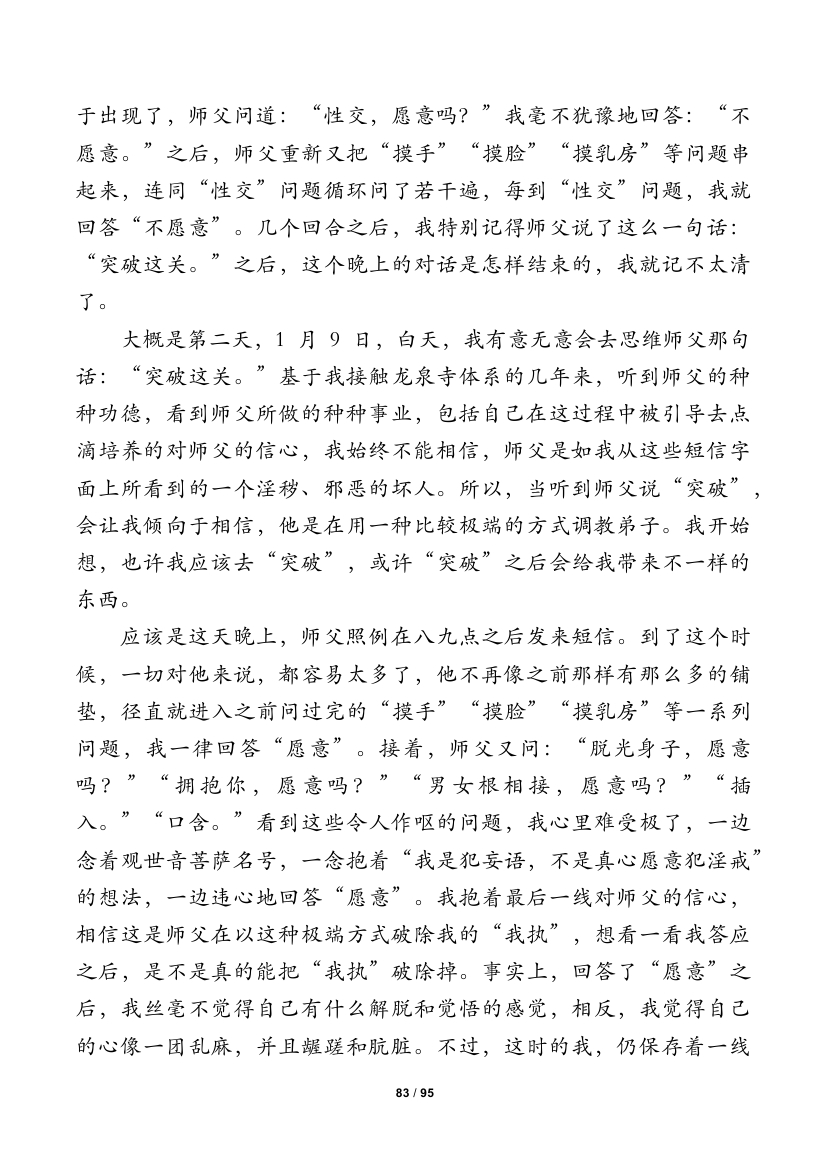 于出现了，师父问道：“性交，愿意吗？”我毫不犹豫地回答：“不
愿意。”之后，师父重新又把“摸手”“摸脸”“摸乳房”等问题串
起来，连同“性交”问题循环问了若干遍，每到“性交”问题，我就
回答“不愿意”。几个回合之后，我特别记得师父说了这么一句话：
“突破这关。”之后，这个晚上的对话是怎样结束的，我就记不太清
了。
大概是第二天，1 月 9 日，白天，我有意无意会去思维师父那句
话：“突破这关。”基于我接触龙泉寺体系的几年来，听到师父的种
种功德，看到师父所做的种种事业，包括自己在这过程中被引导去点
滴培养的对师父的信心，我始终不能相信，师父是如我从这些短信字
面上所看到的一个淫秽、邪恶的坏人。所以，当听到师父说“突破”，
会让我倾向于相信，他是在用一种比较极端的方式调教弟子。我开始
想，也许我应该去“突破”，或许“突破”之后会给我带来不一样的
东西。
应该是这天晚上，师父照例在八九点之后发来短信。到了这个时
候，一切对他来说，都容易太多了，他不再像之前那样有那么多的铺
垫，径直就进入之前问过完的“摸手”“摸脸”“摸乳房”等一系列
问题，我一律回答“愿意”。接着，师父又问：“脱光身子，愿意
吗？”“拥抱你，愿意吗？”“男女根相接，愿意吗？”“插
入。”“口含。”看到这些令人作呕的问题，我心里难受极了，一边
念着观世音菩萨名号，一念抱着“我是犯妄语，不是真心愿意犯淫戒”
的想法，一边违心地回答“愿意”。我抱着最后一线对师父的信心，
相信这是师父在以这种极端方式破除我的“我执”，想看一看我答应
之后，是不是真的能把“我执”破除掉。事实上，回答了“愿意”之
后，我丝毫不觉得自己有什么解脱和觉悟的感觉，相反，我觉得自己
的心像一团乱麻，并且龌蹉和肮脏。不过，这时的我，仍保存着一线
83 / 95